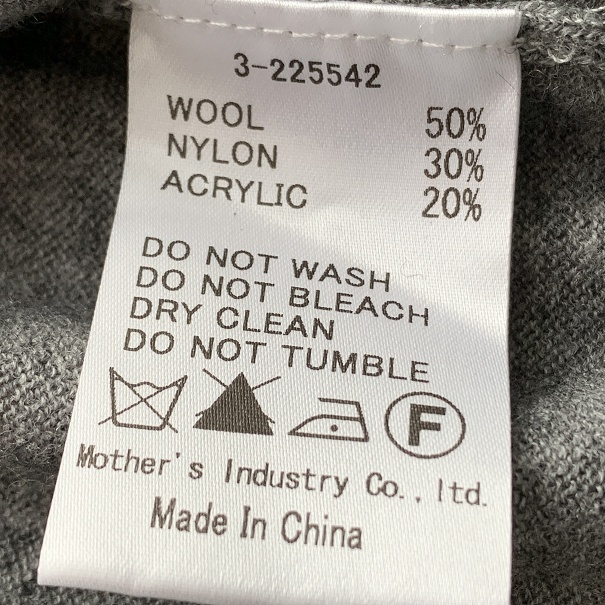 3-225542
WOOL 50%
NYLON 30%
ACRYLIC 20%
DO NOT WASH
DO NOT BLEACH
DRY CLEAN
DO NOT TUMBLE
F
Mother's Industry Co., ltd.
Made In China